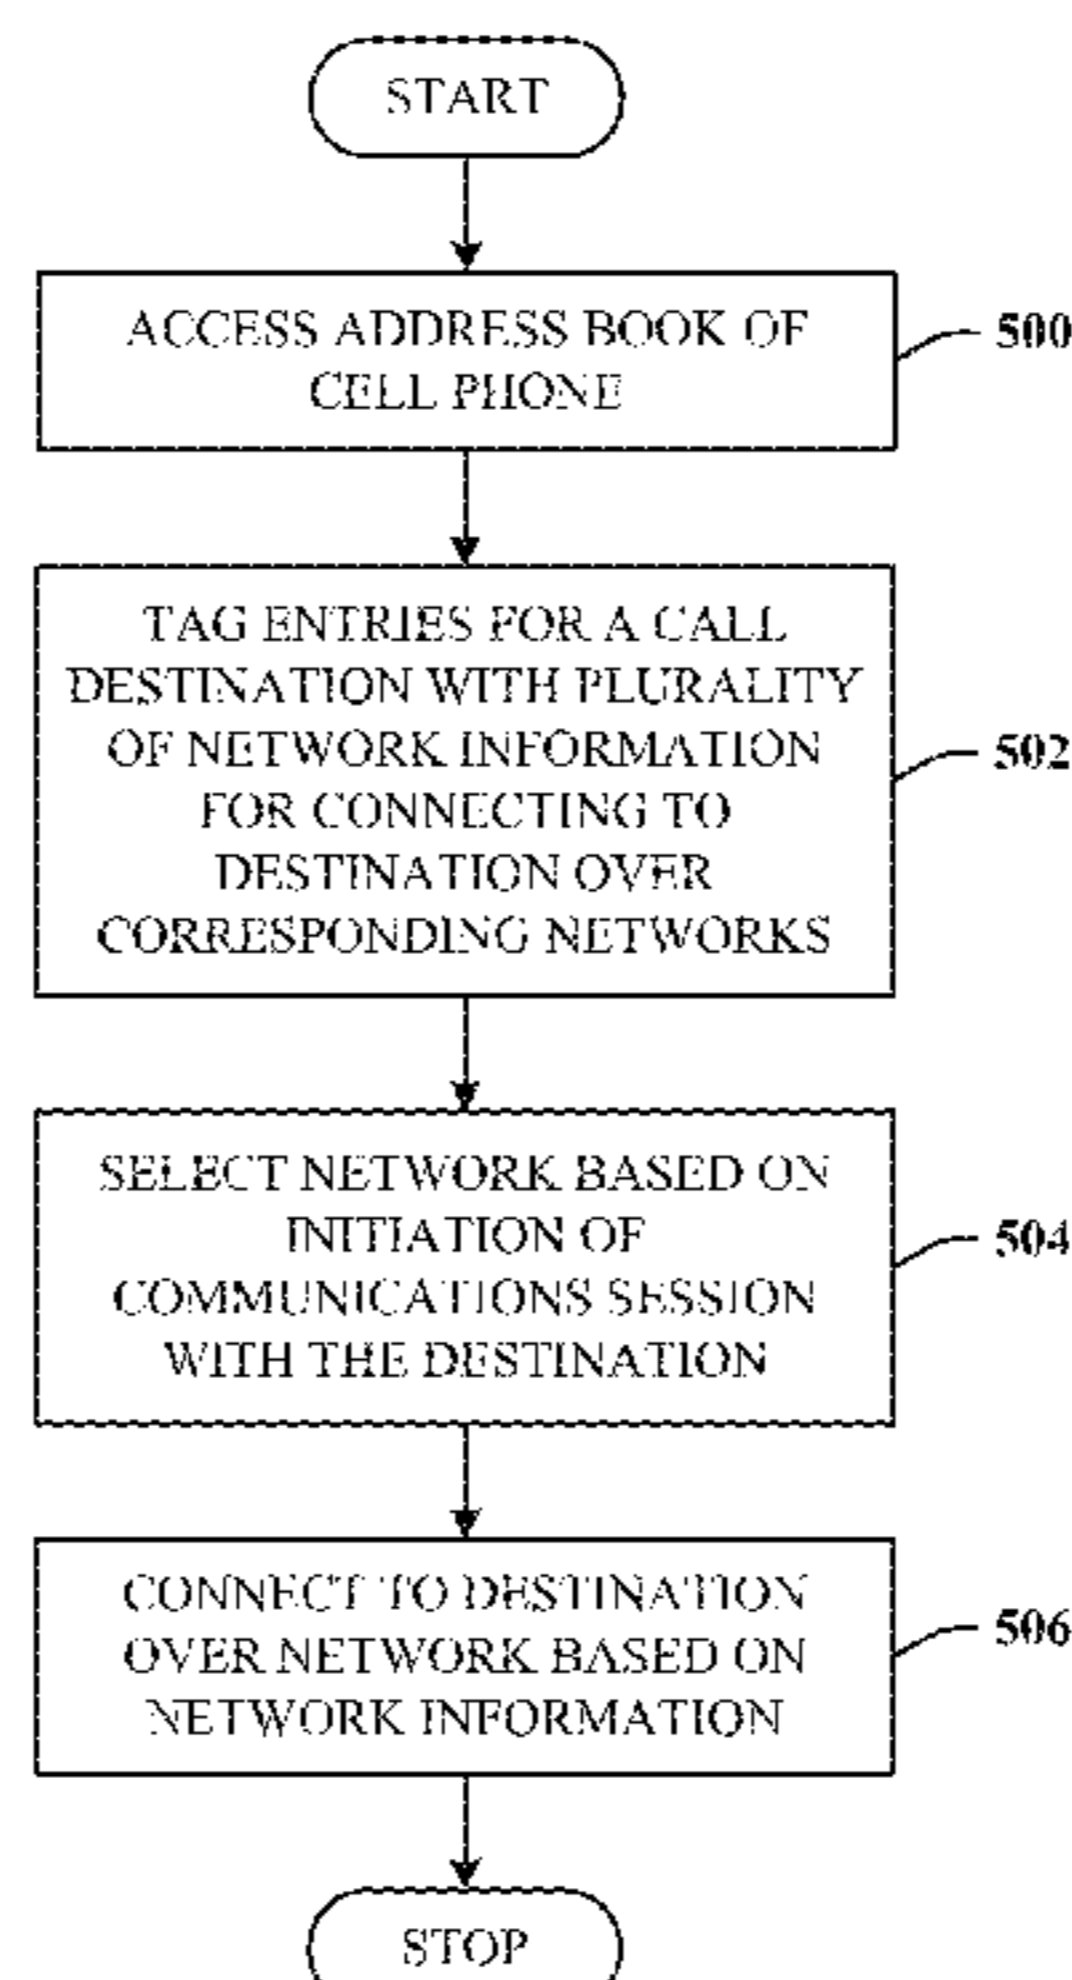 START
ACCESS ADDRESS BOOK OF
CELL PHONE
500
TAG ENTRIES FOR A CALL
DESTINATION WITH PLURALITY
OF NETWORK INFORMATION
FOR CONNECTING TO
DESTINATION OVER
CORRESPONDING NETWORKS
502
SELECT NETWORK BASED ON
INITIATION OF
COMMUNICATIONS SESSION
WITH THE DESTINATION
504
CONNECT TO DESTINATION
OVER NETWORK BASED ON
NETWORK INFORMATION
506
STOP